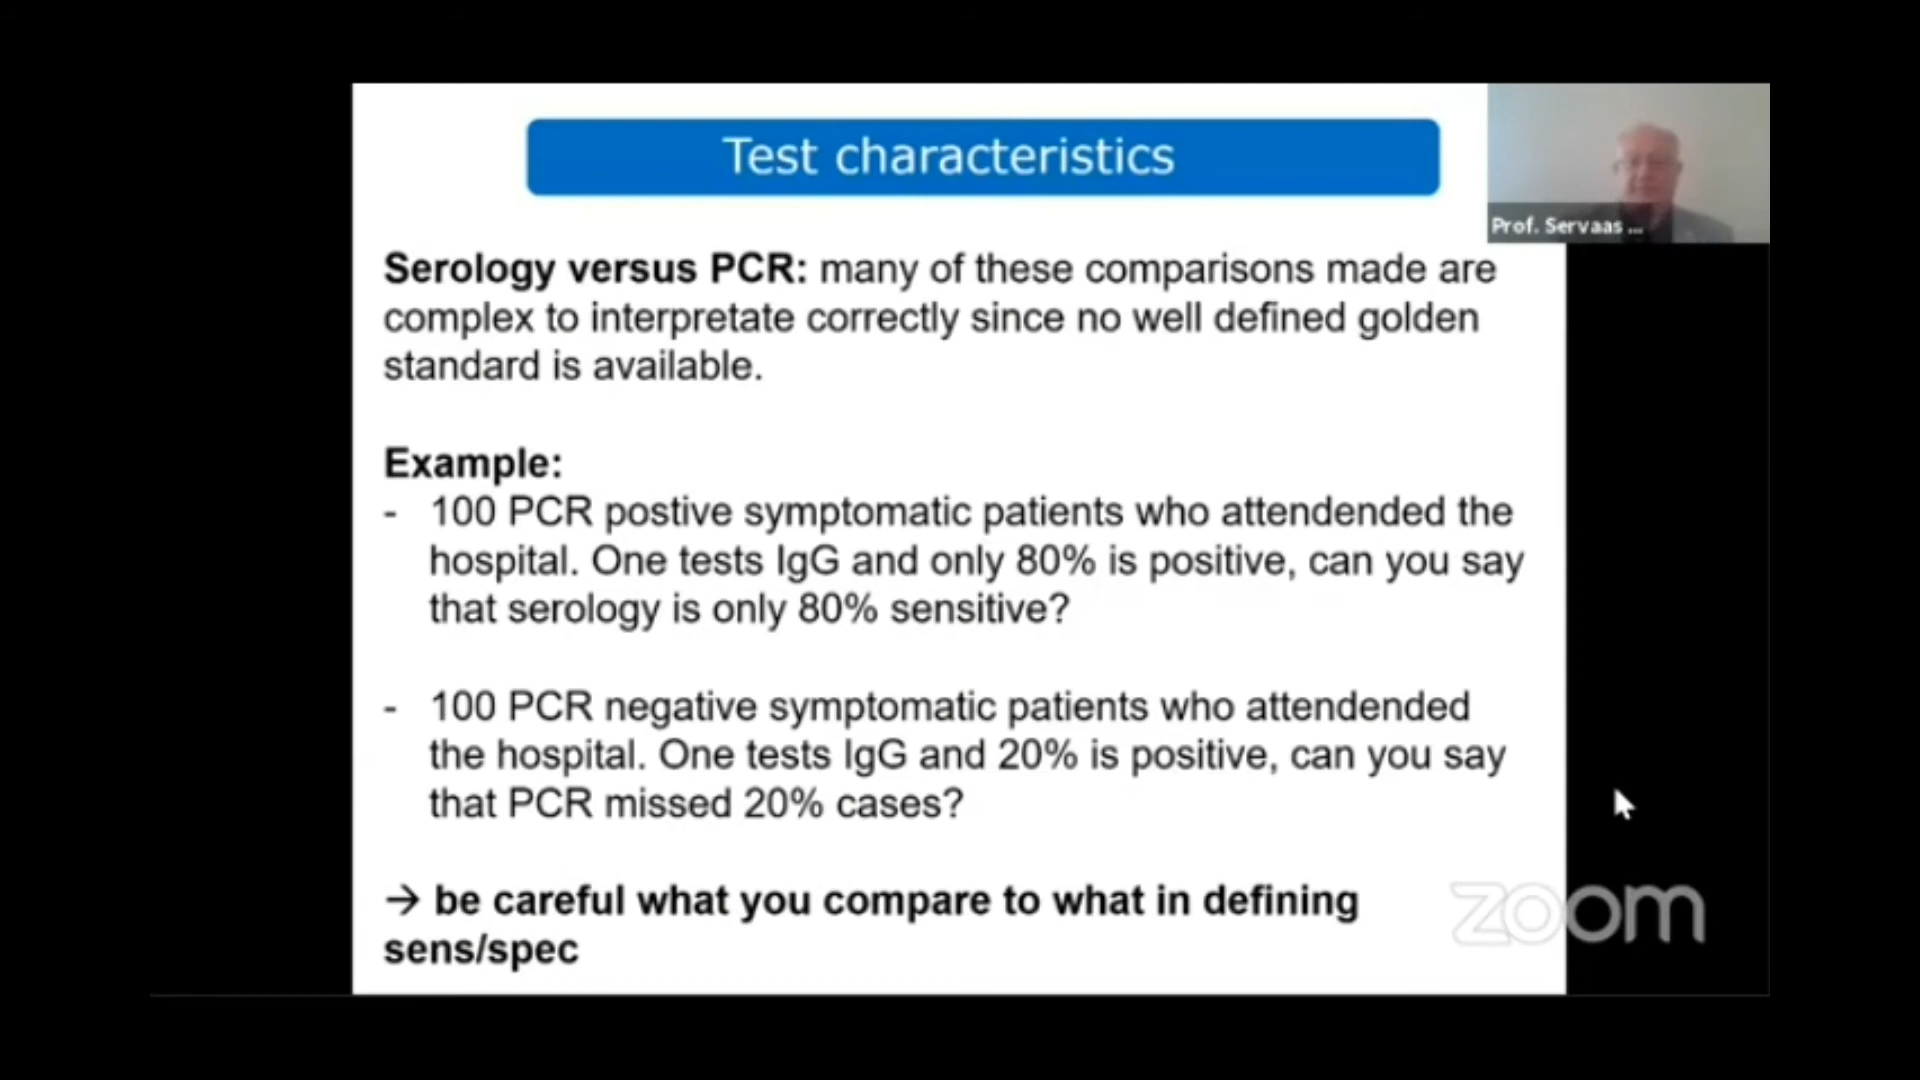 Test characteristics
Prof. Servaas ...
Serology versus PCR: many of these comparisons made are
complex to interpretate correctly since no well defined golden
standard is available.
Example:
- 100 PCR postive symptomatic patients who attendended the
hospital. One tests IgG and only 80% is positive, can you say
that serology is only 80% sensitive?
- 100 PCR negative symptomatic patients who attendended
the hospital. One tests IgG and 20% is positive, can you say
that PCR missed 20% cases?
→ be careful what you compare to what in defining
sens/spec
zoom